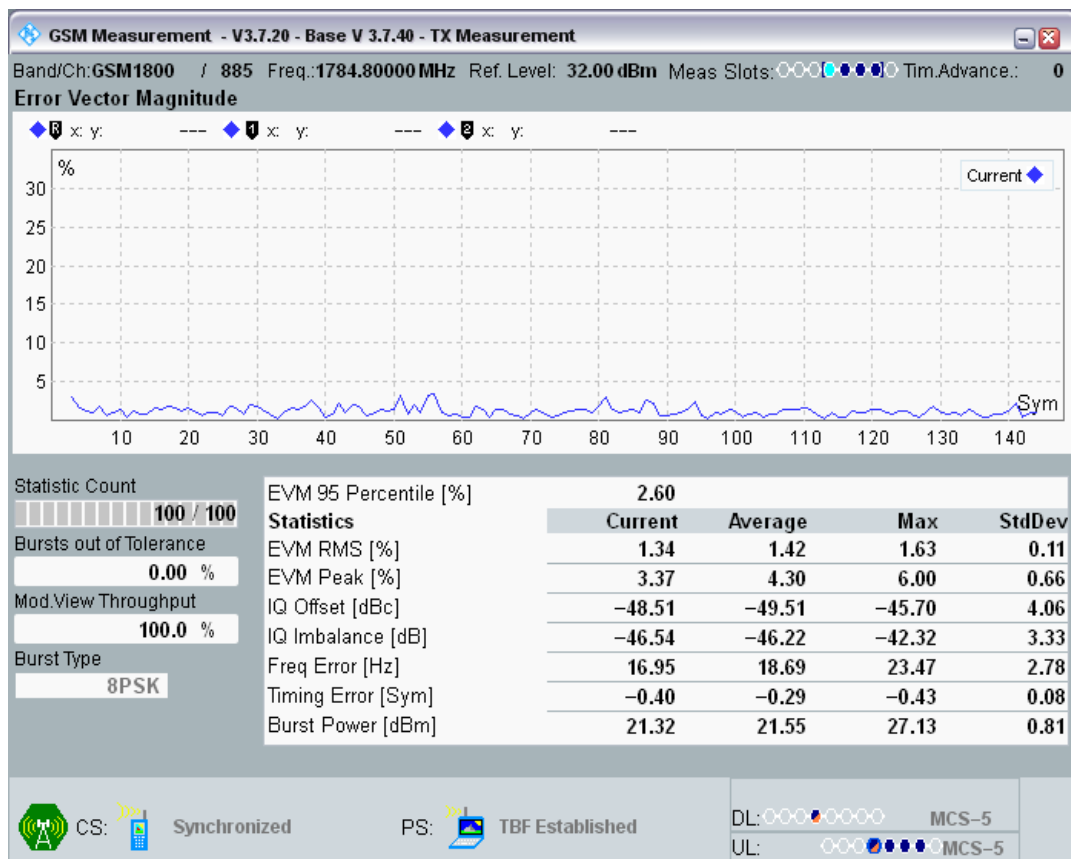 GSM Measurement - V3.7.20 - Base V 3.7.40 - TX Measurement
Band/Ch:GSM1800 / 885 Freq.:1784.80000 MHz Ref. Level: 32.00 dBm Meas Slots: Tim.Advance.: 0
Error Vector Magnitude
R x: y: --- 1 x: y: --- 2 x: y: ---
%
Current
30
25
20
15
10
5
Sym
10 20 30 40 50 60 70 80 90 100 110 120 130 140
Statistic Count
100 / 100
Bursts out of Tolerance
0.00 %
Mod.View Throughput
100.0 %
Burst Type
8PSK
EVM 95 Percentile [%] 2.60
Statistics Current Average Max StdDev
EVM RMS [%] 1.34 1.42 1.63 0.11
EVM Peak [%] 3.37 4.30 6.00 0.66
IQ Offset [dBc] −48.51 −49.51 −45.70 4.06
IQ Imbalance [dB] −46.54 −46.22 −42.32 3.33
Freq Error [Hz] 16.95 18.69 23.47 2.78
Timing Error [Sym] −0.40 −0.29 −0.43 0.08
Burst Power [dBm] 21.32 21.55 27.13 0.81
CS: Synchronized PS: TBF Established
DL: MCS−5
UL: MCS−5